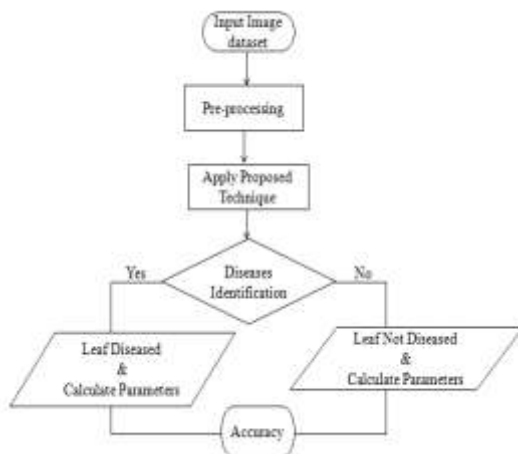 Input Image
dataset
Pre-processing
Apply Proposed
Technique
Yes
Diseases
Identification
No
Leaf Diseased
&
Calculate Parameters
Leaf Not Diseased
&
Calculate Parameters
Accuracy